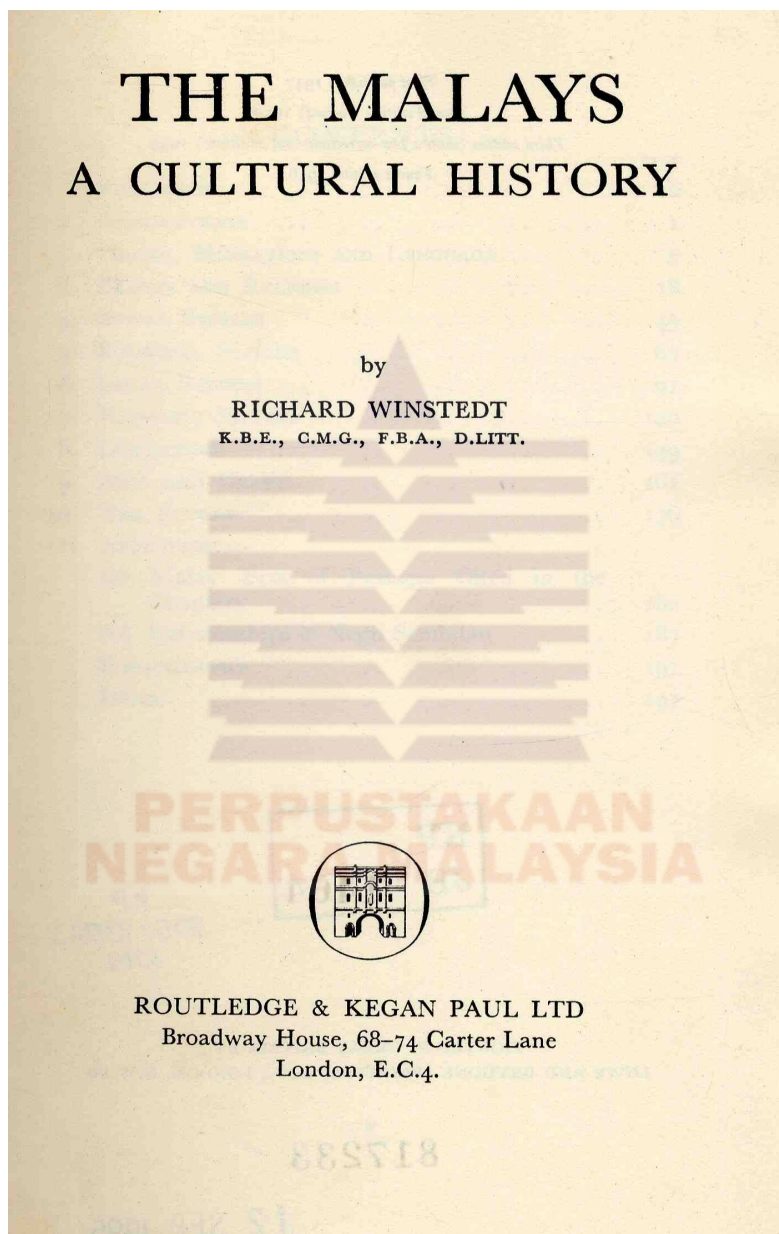 THE MALAYS
A CULTURAL HISTORY
by
RICHARD WINSTEDT
K.B.E., C.M.G., F.B.A., D.LITT.
PERPUSTAKAAN
NEGARA MALAYSIA
ROUTLEDGE & KEGAN PAUL LTD
Broadway House, 68–74 Carter Lane
London, E.C.4.
817233